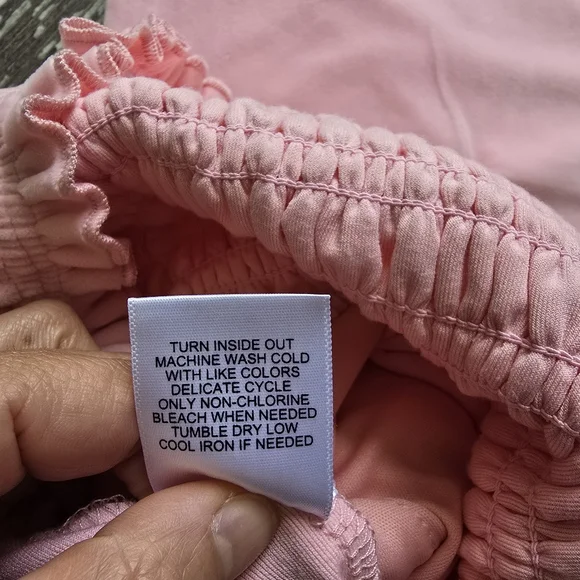 TURN INSIDE OUT
MACHINE WASH COLD
WITH LIKE COLORS
DELICATE CYCLE
ONLY NON-CHLORINE
BLEACH WHEN NEEDED
TUMBLE DRY LOW
COOL IRON IF NEEDED